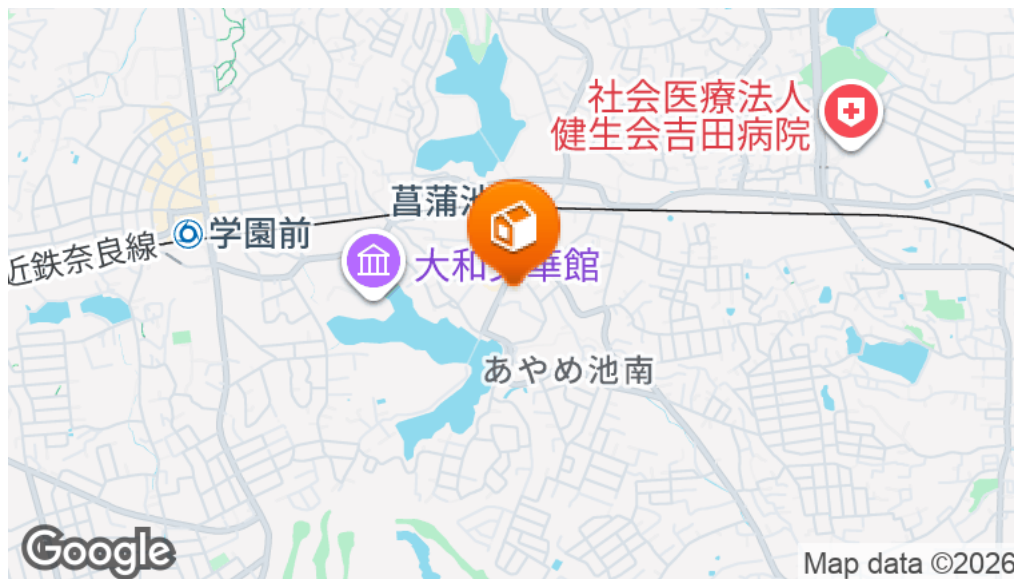 社会医療法人
健生会吉田病院
菖蒲池
学園前
近鉄奈良線
大和文華館
あやめ池南
Google
Map data ©2026